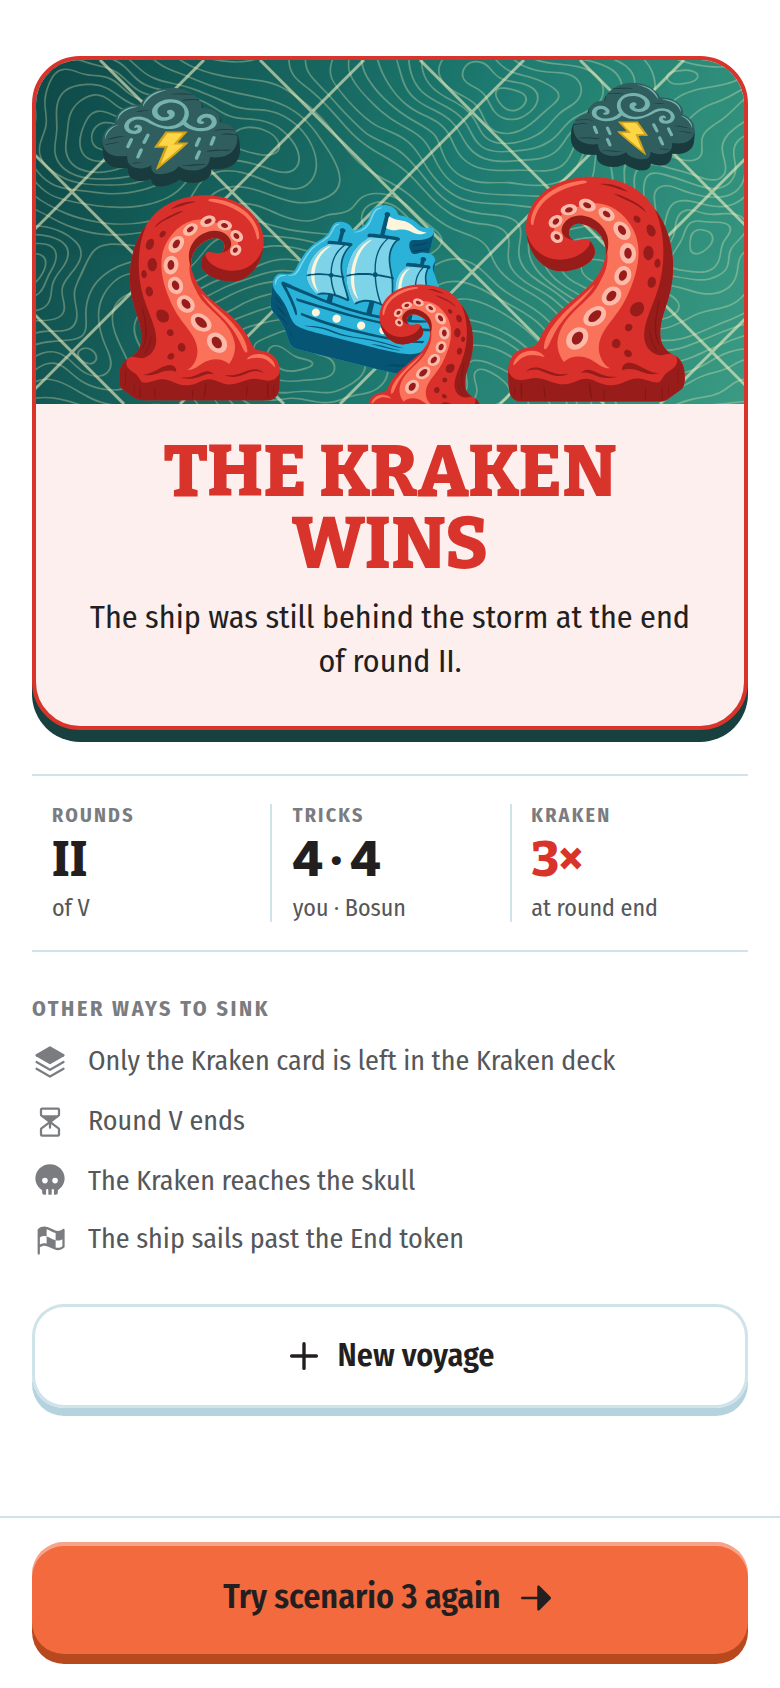 THE KRAKEN
WINS
The ship was still behind the storm at the end
of round II.
ROUNDS
II
of V
TRICKS
4 · 4
you · Bosun
KRAKEN
3×
at round end
OTHER WAYS TO SINK
Only the Kraken card is left in the Kraken deck
Round V ends
The Kraken reaches the skull
The ship sails past the End token
New voyage
Try scenario 3 again